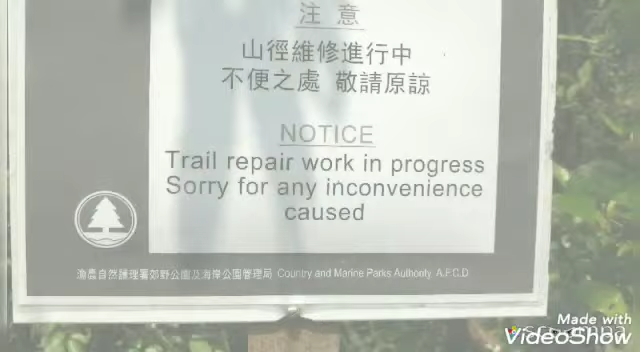 注 意
山徑維修進行中
不便之處 敬請原諒
NOTICE
Trail repair work in progress
Sorry for any inconvenience
caused
漁農自然護理署郊野公園及海岸公園管理局 Country and Marine Parks Authority A.F.C.D
Made with
VideoShow